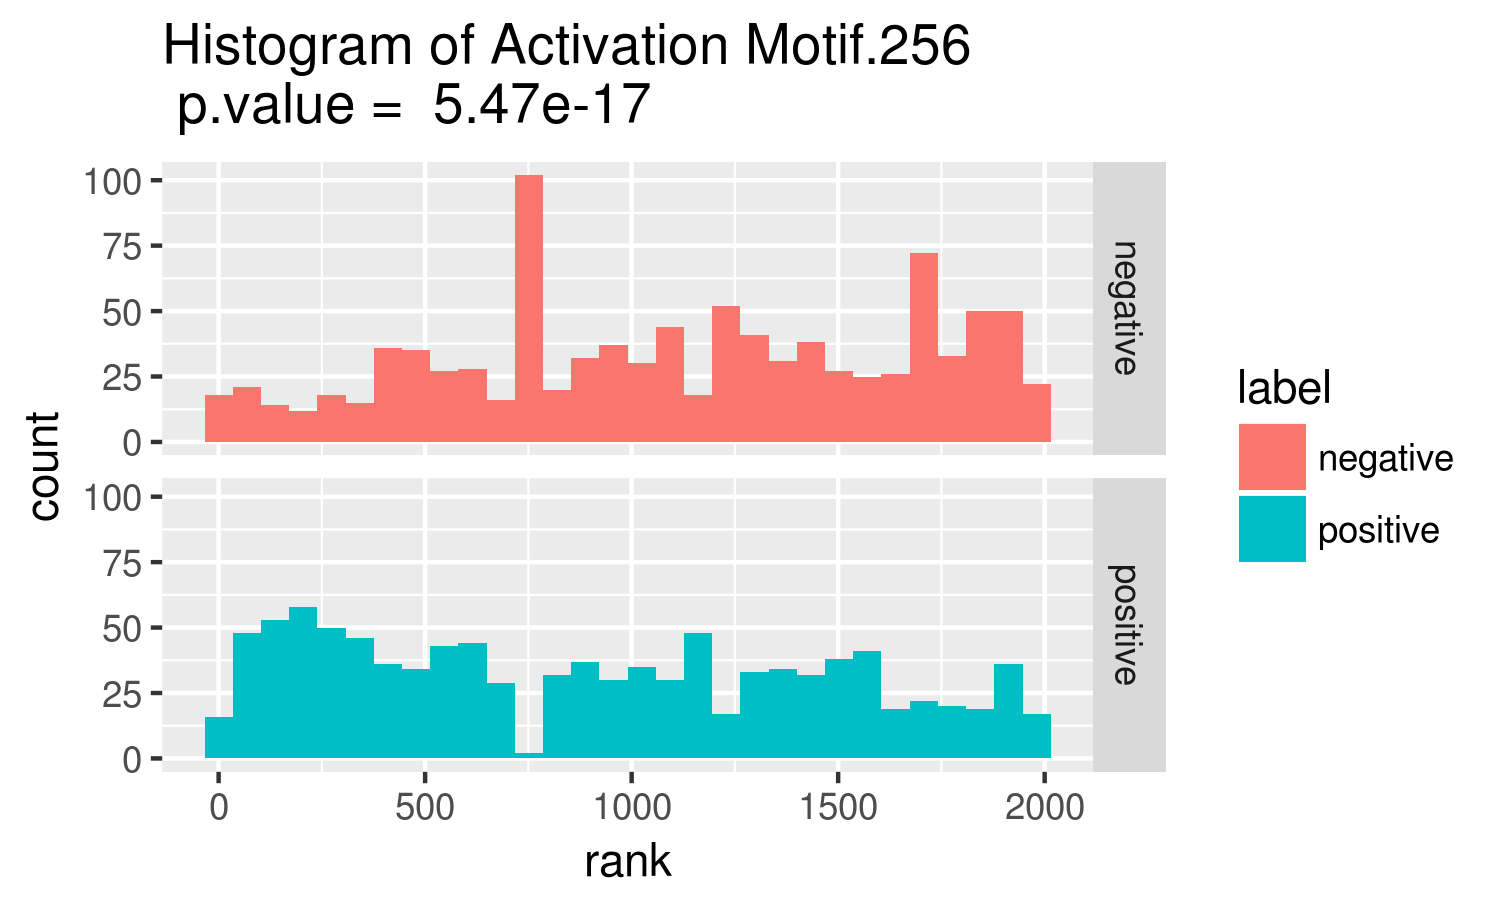 Histogram of Activation Motif.256
p.value =  5.47e-17
100
75
50
25
0
negative
100
75
50
25
0
positive
0 500 1000 1500 2000
rank
count
label
negative
positive